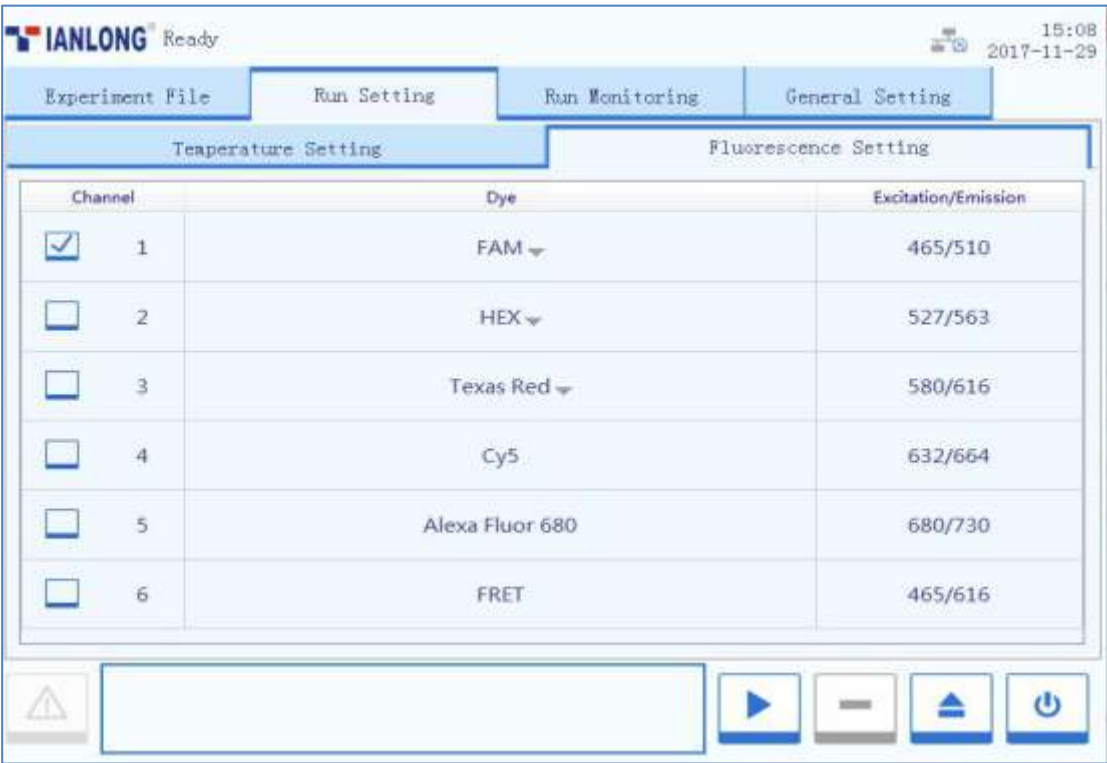 TIANLONG® Ready 15:08
2017-11-29
Experiment File Run Setting Run Monitoring General Setting
Temperature Setting Fluorescence Setting
Channel Dye Excitation/Emission
1 FAM 465/510
2 HEX 527/563
3 Texas Red 580/616
4 Cy5 632/664
5 Alexa Fluor 680 680/730
6 FRET 465/616